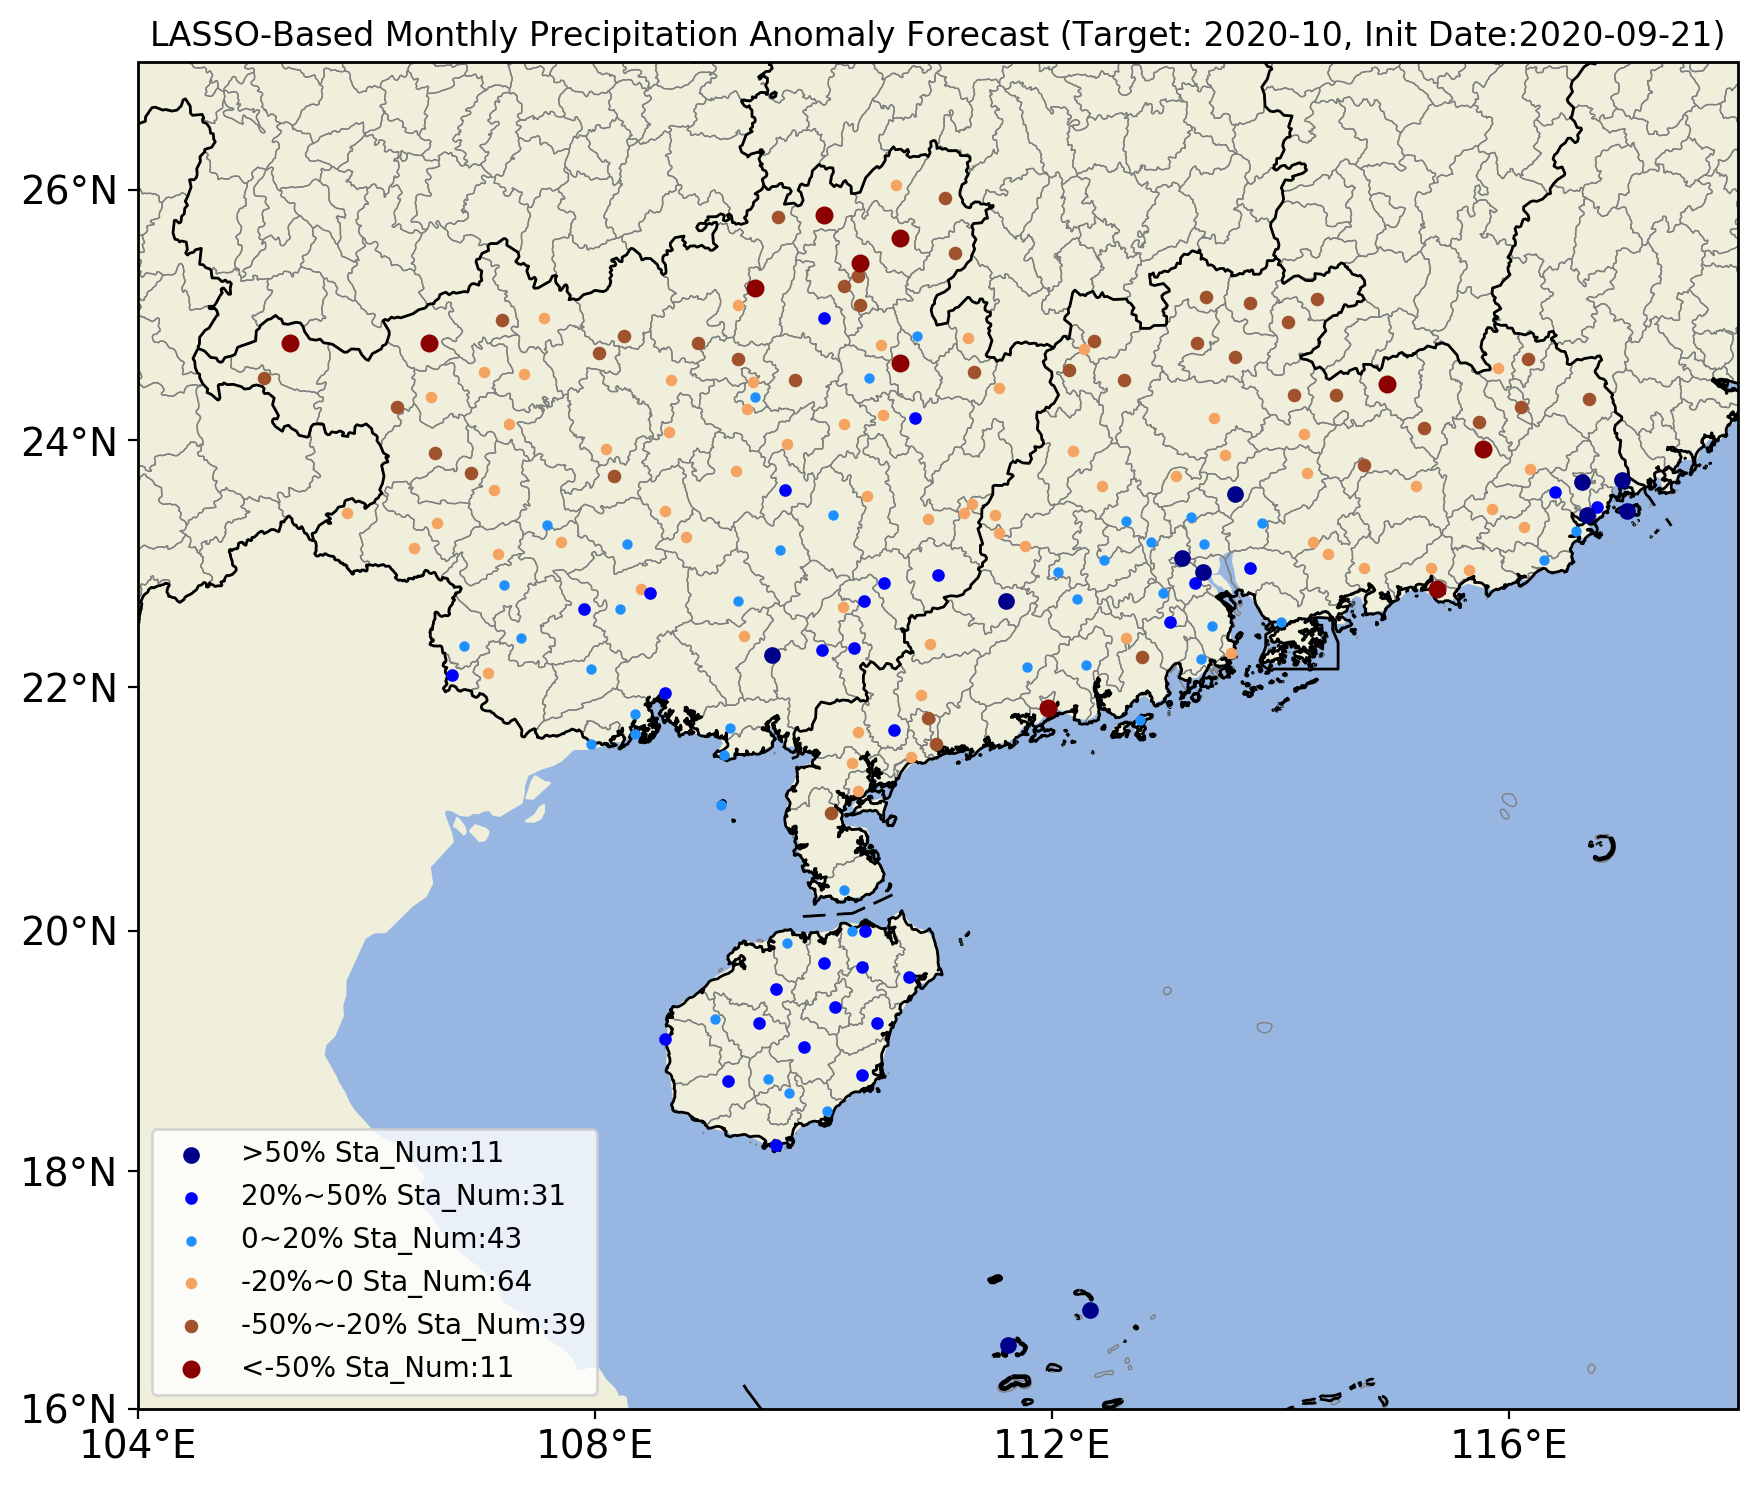 LASSO-Based Monthly Precipitation Anomaly Forecast (Target: 2020-10, Init Date:2020-09-21)
26°N
24°N
22°N
20°N
18°N
16°N
>50% Sta_Num:11
20%~50% Sta_Num:31
0~20% Sta_Num:43
-20%~0 Sta_Num:64
-50%~-20% Sta_Num:39
<-50% Sta_Num:11
104°E
108°E
112°E
116°E